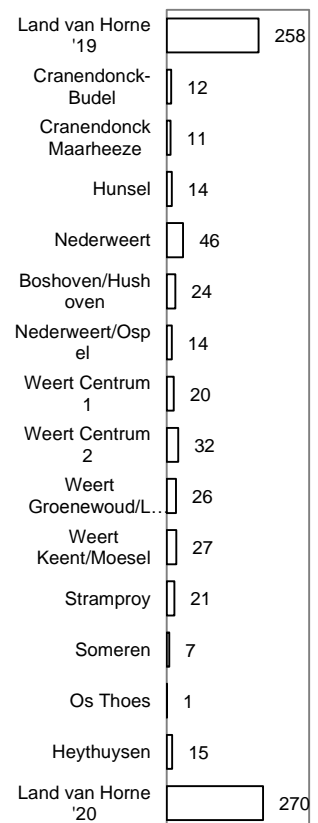 Land van Horne
'19
258
Cranendonck-
Budel
12
Cranendonck
Maarheeze
11
Hunsel
14
Nederweert
46
Boshoven/Hush
oven
24
Nederweert/Osp
el
14
Weert Centrum
1
20
Weert Centrum
2
32
Weert
Groenewoud/L…
26
Weert
Keent/Moesel
27
Stramproy
21
Someren
7
Os Thoes
1
Heythuysen
15
Land van Horne
'20
270